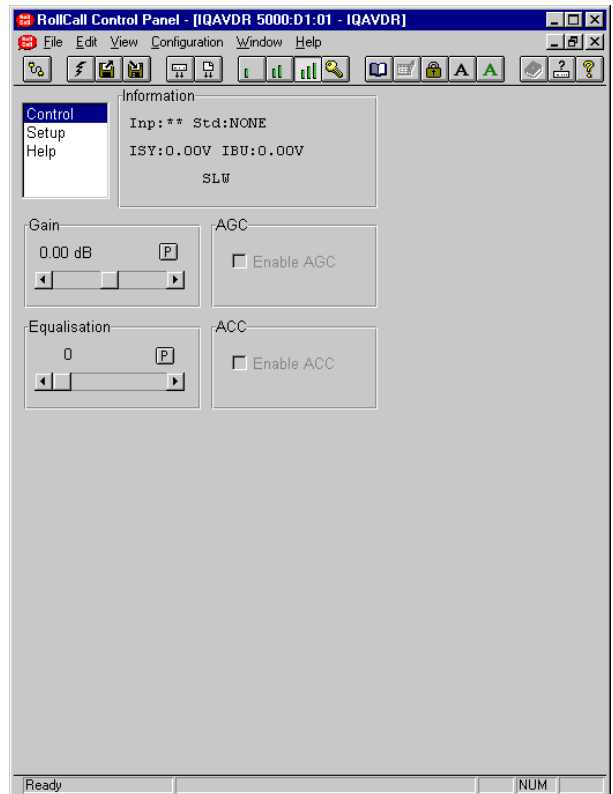 RollCall Control Panel - [IQAVDR 5000:D1:01 - IQAVDR]
File Edit View Configuration Window Help
A A
Control
Setup
Help
Information
Inp:** Std:NONE
ISY:0.00V IBU:0.00V
SLW
Gain
0.00 dB P
AGC
Enable AGC
Equalisation
0 P
ACC
Enable ACC
Ready NUM